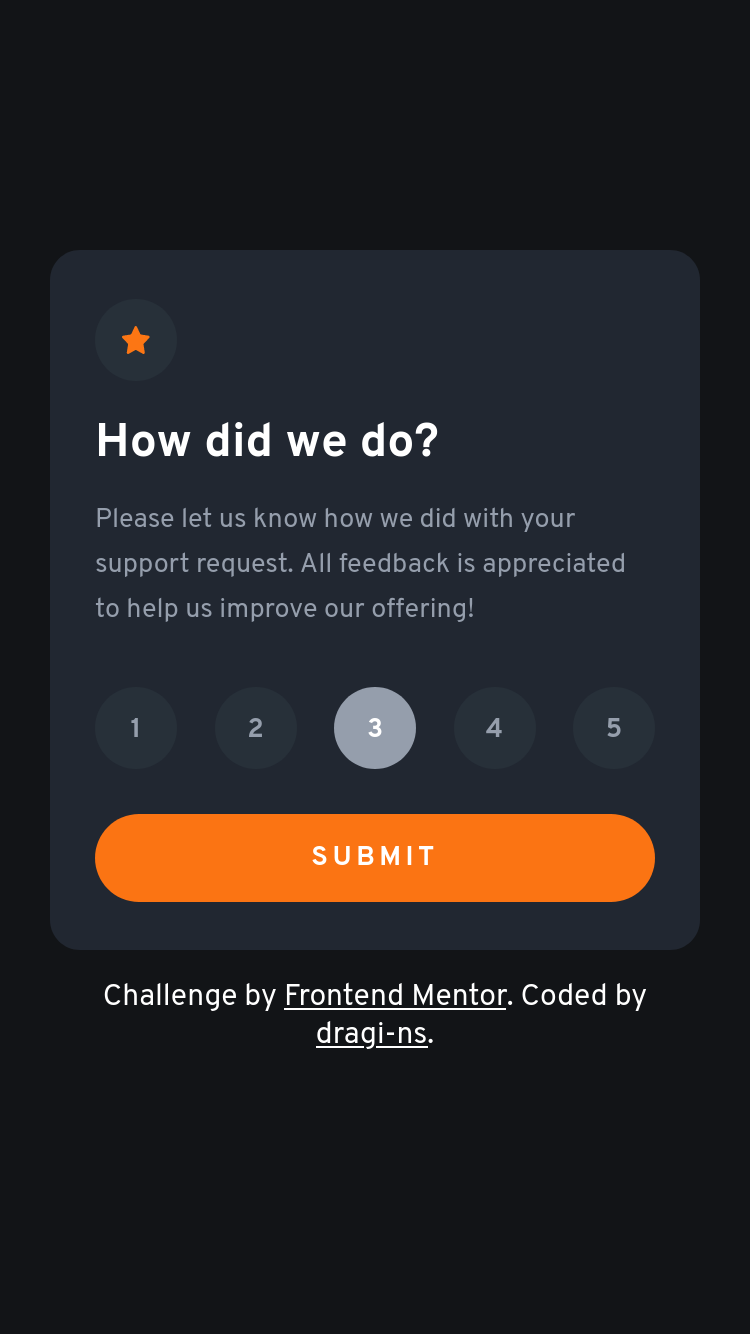 How did we do?
Please let us know how we did with your
support request. All feedback is appreciated
to help us improve our offering!
1 2 3 4 5
SUBMIT
Challenge by Frontend Mentor. Coded by
dragi-ns.